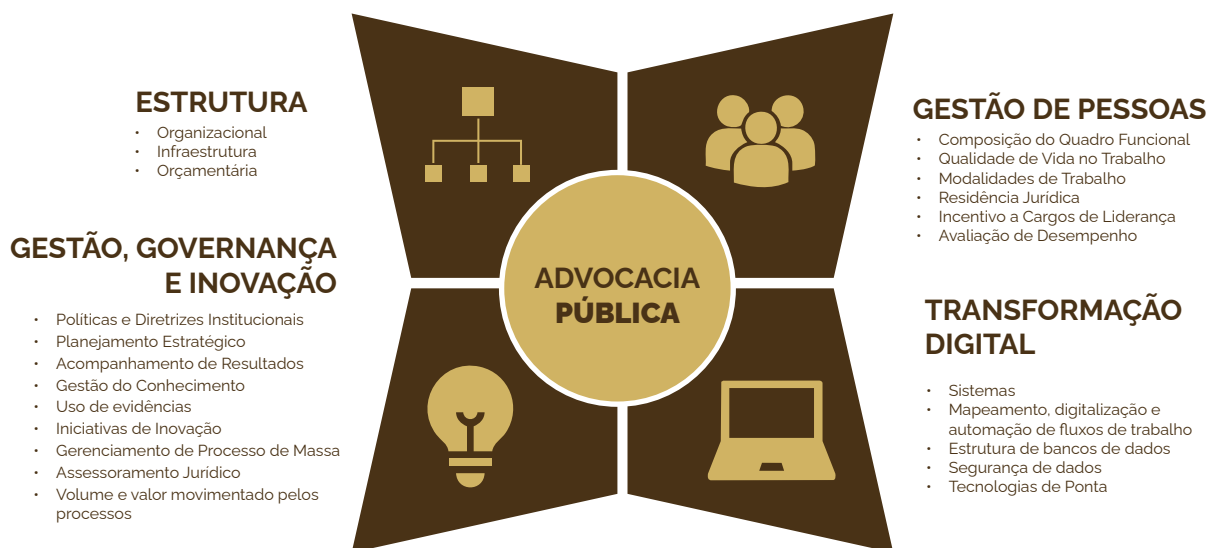 ESTRUTURA
• Organizacional
• Infraestrutura
• Orçamentária
GESTÃO, GOVERNANÇA
E INOVAÇÃO
• Políticas e Diretrizes Institucionais
• Planejamento Estratégico
• Acompanhamento de Resultados
• Gestão do Conhecimento
• Uso de evidências
• Iniciativas de Inovação
• Gerenciamento de Processo de Massa
• Assessoramento Jurídico
• Volume e valor movimentado pelos
processos
ADVOCACIA
PÚBLICA
GESTÃO DE PESSOAS
• Composição do Quadro Funcional
• Qualidade de Vida no Trabalho
• Modalidades de Trabalho
• Residência Jurídica
• Incentivo a Cargos de Liderança
• Avaliação de Desempenho
TRANSFORMAÇÃO
DIGITAL
• Sistemas
• Mapeamento, digitalização e
automação de fluxos de trabalho
• Estrutura de bancos de dados
• Segurança de dados
• Tecnologias de Ponta